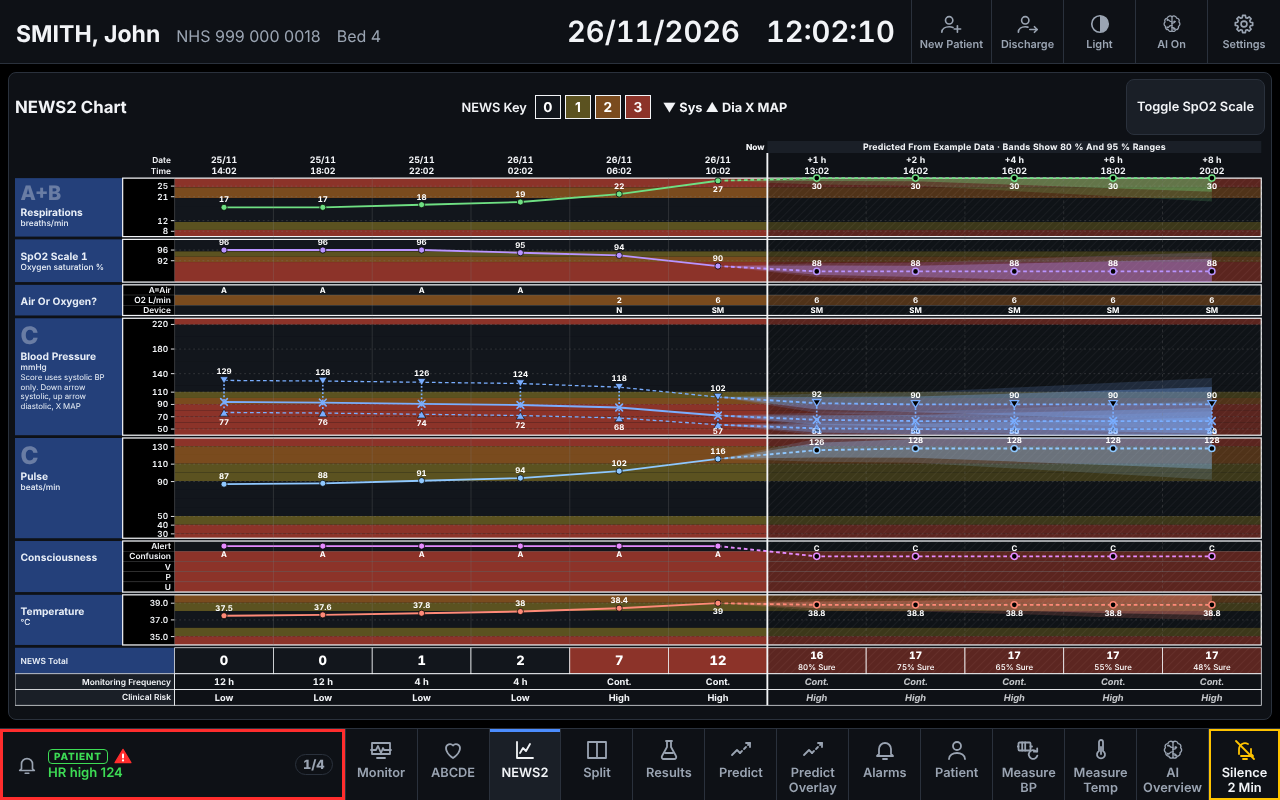 SMITH, John NHS 999 000 0018 Bed 4 26/11/2026 12:02:10
New Patient Discharge Light AI On Settings
NEWS2 Chart NEWS Key 0 1 2 3 ▼ Sys ▲ Dia X MAP Toggle SpO2 Scale
Now Predicted From Example Data · Bands Show 80 % And 95 % Ranges
Date 25/11 25/11 25/11 26/11 26/11 26/11 +1 h +2 h +4 h +6 h +8 h
Time 14:02 18:02 22:02 02:02 06:02 10:02 13:02 14:02 16:02 18:02 20:02
A+B
Respirations
breaths/min
25
21
12
8
17 17 18 19 22 27 30 30 30 30 30
SpO2 Scale 1
Oxygen saturation %
96
92
96 96 96 95 94 90 88 88 88 88 88
Air Or Oxygen?
A=Air A A A A
O2 L/min 2 6 6 6 6 6 6
Device N SM SM SM SM SM SM
C
Blood Pressure
mmHg
Score uses systolic BP
only. Down arrow
systolic, up arrow
diastolic, X MAP
220
180
140
110
90
70
50
129 128 126 124 118 102 92 90 90 90 90
77 76 74 72 68 57 51
C
Pulse
beats/min
130
110
90
50
40
30
87 88 91 94 102 116 126 128 128 128 128
Consciousness
Alert
Confusion
V
P
U
A A A A A A C C C C C
Temperature
°C
39.0
37.0
35.0
37.5 37.6 37.8 38 38.4 39 38.8 38.8 38.8 38.8 38.8
NEWS Total 0 0 1 2 7 12 16 17 17 17 17
80% Sure 75% Sure 65% Sure 55% Sure 48% Sure
Monitoring Frequency 12 h 12 h 4 h 4 h Cont. Cont. Cont. Cont. Cont. Cont. Cont.
Clinical Risk Low Low Low Low High High High High High High High
PATIENT
HR high 124
1/4
Monitor ABCDE NEWS2 Split Results Predict Predict Overlay Alarms Patient Measure BP Measure Temp AI Overview Silence 2 Min